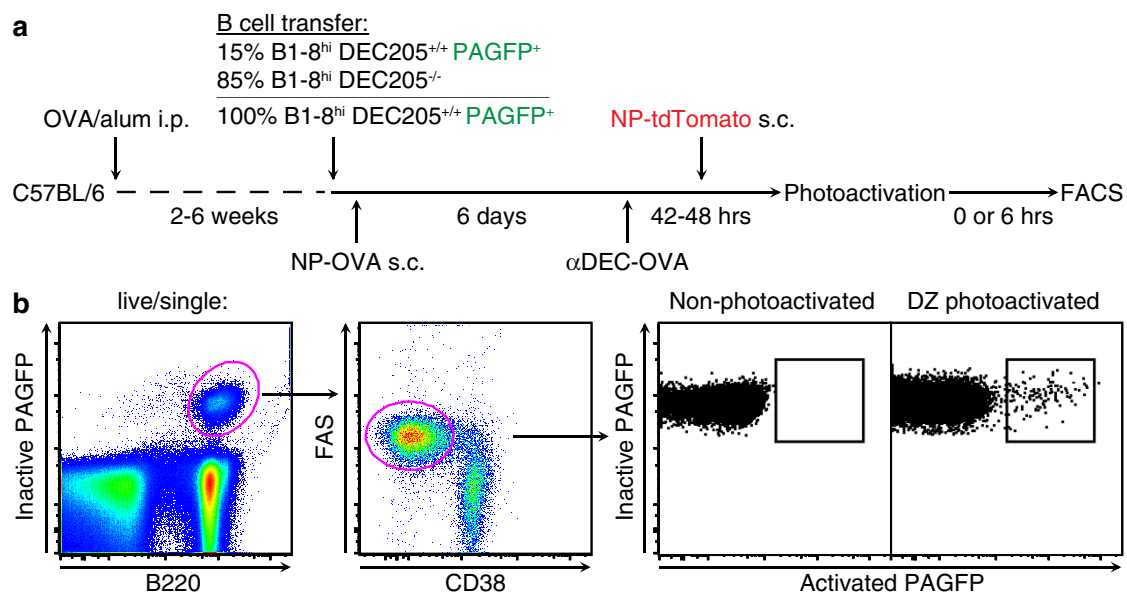 a
B cell transfer:
15% B1-8hi DEC205+/+ PAGFP+
85% B1-8hi DEC205-/-
100% B1-8hi DEC205+/+ PAGFP+
OVA/alum i.p.
NP-tdTomato s.c.
C57BL/6
Photoactivation
FACS
2-6 weeks
6 days
42-48 hrs
0 or 6 hrs
NP-OVA s.c.
αDEC-OVA
b
live/single:
Non-photoactivated
DZ photoactivated
Inactive PAGFP
FAS
Inactive PAGFP
B220
CD38
Activated PAGFP